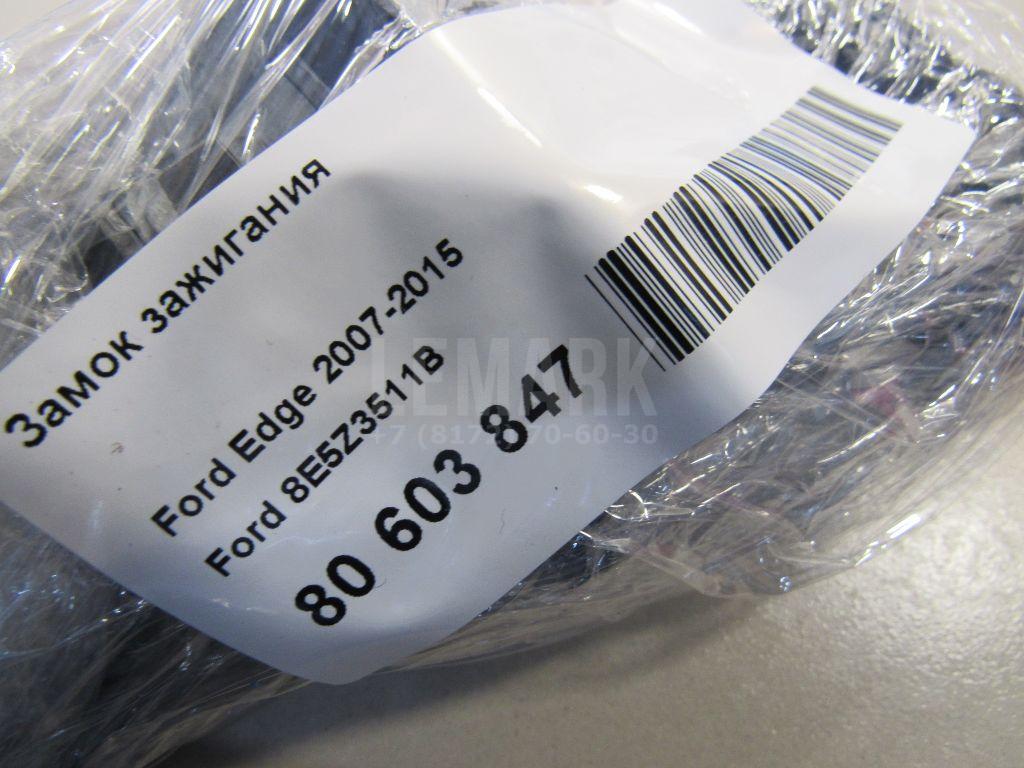 Замок зажигания
Ford Edge 2007-2015
Ford 8E5Z3511B
80 603 847
LEMARK